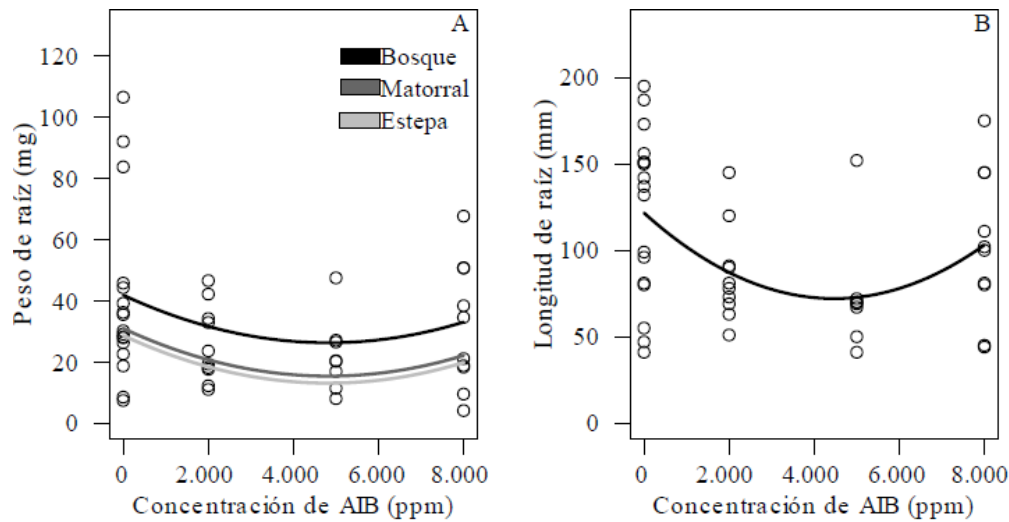 A
Peso de raíz (mg)
120
100
80
60
40
20
0
Bosque
Matorral
Estepa
0 2.000 4.000 6.000 8.000
Concentración de AIB (ppm)
B
Longitud de raíz (mm)
200
150
100
50
0
0 2.000 4.000 6.000 8.000
Concentración de AIB (ppm)